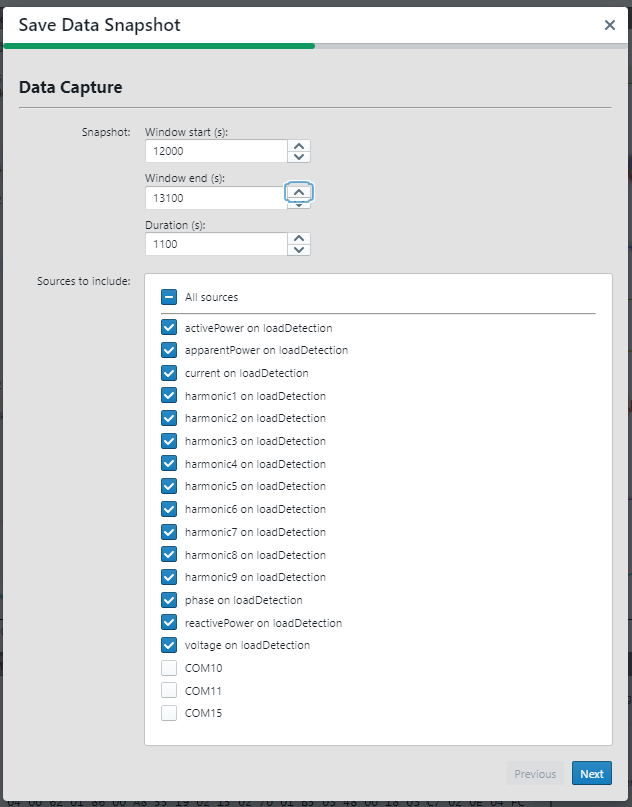 Save Data Snapshot
Data Capture
Snapshot:
Window start (s):
12000
Window end (s):
13100
Duration (s):
1100
Sources to include:
All sources
activePower on loadDetection
apparentPower on loadDetection
current on loadDetection
harmonic1 on loadDetection
harmonic2 on loadDetection
harmonic3 on loadDetection
harmonic4 on loadDetection
harmonic5 on loadDetection
harmonic6 on loadDetection
harmonic7 on loadDetection
harmonic8 on loadDetection
harmonic9 on loadDetection
phase on loadDetection
reactivePower on loadDetection
voltage on loadDetection
COM10
COM11
COM15
Previous
Next